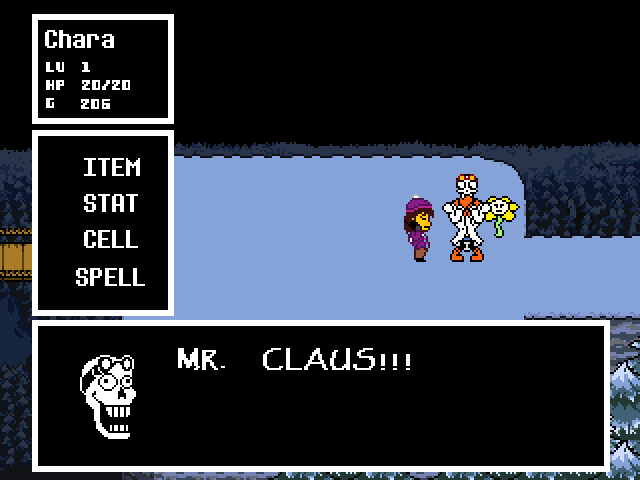 Chara
LV 1
HP 20/20
G 206
ITEM
STAT
CELL
SPELL
MR. CLAUS!!!